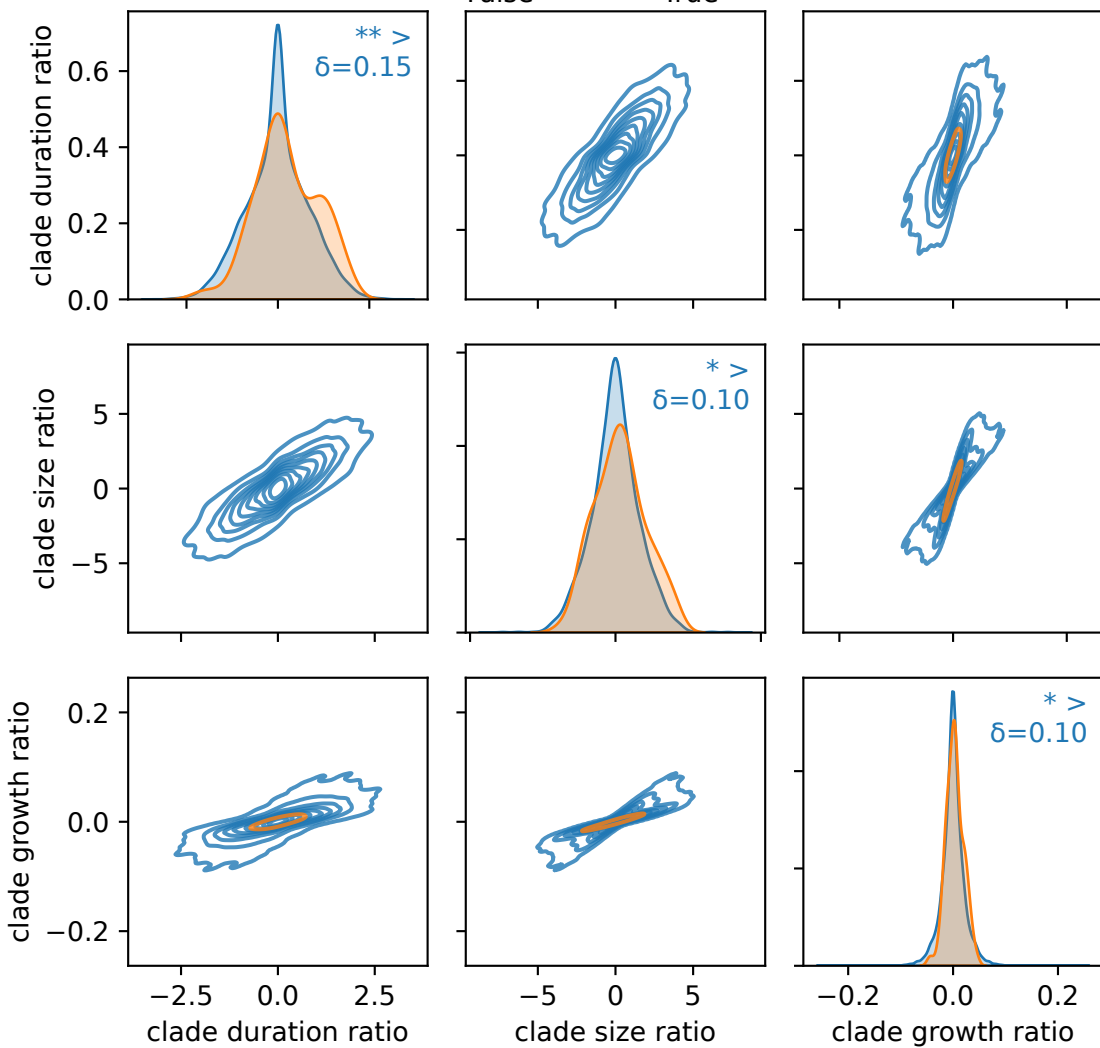 raise True
** >
δ=0.15
clade duration ratio
0.6
0.4
0.2
0.0
* >
δ=0.10
clade size ratio
5
0
−5
* >
δ=0.10
clade growth ratio
0.2
0.0
−0.2
−2.5 0.0 2.5 −5 0 5 −0.2 0.0 0.2
clade duration ratio clade size ratio clade growth ratio